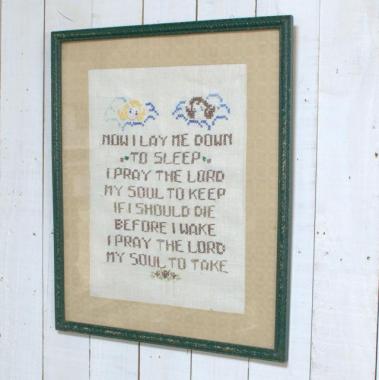 NOW I LAY ME DOWN
TO SLEEP
I PRAY THE LORD
MY SOUL TO KEEP
IF I SHOULD DIE
BEFORE I WAKE
I PRAY THE LORD
MY SOUL TO TAKE